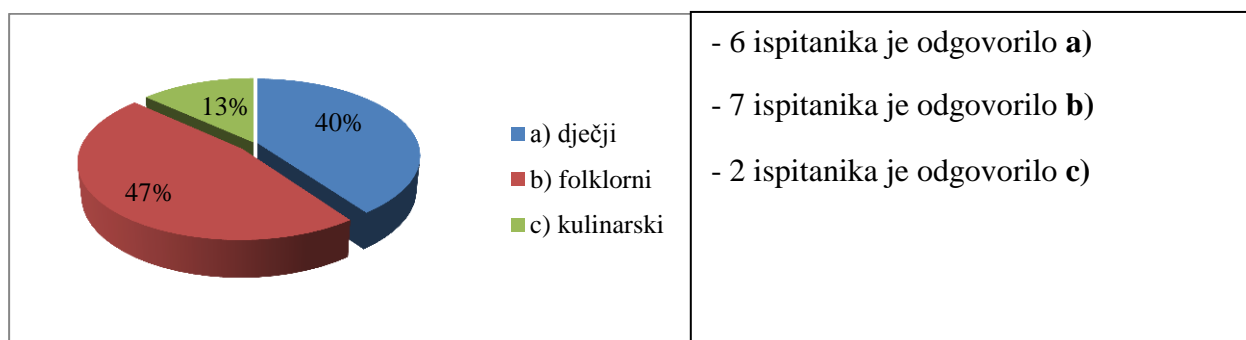 13%
40%
47%
a) dječji
b) folklorni
c) kulinarski
- 6 ispitanika je odgovorilo a)
- 7 ispitanika je odgovorilo b)
- 2 ispitanika je odgovorilo c)